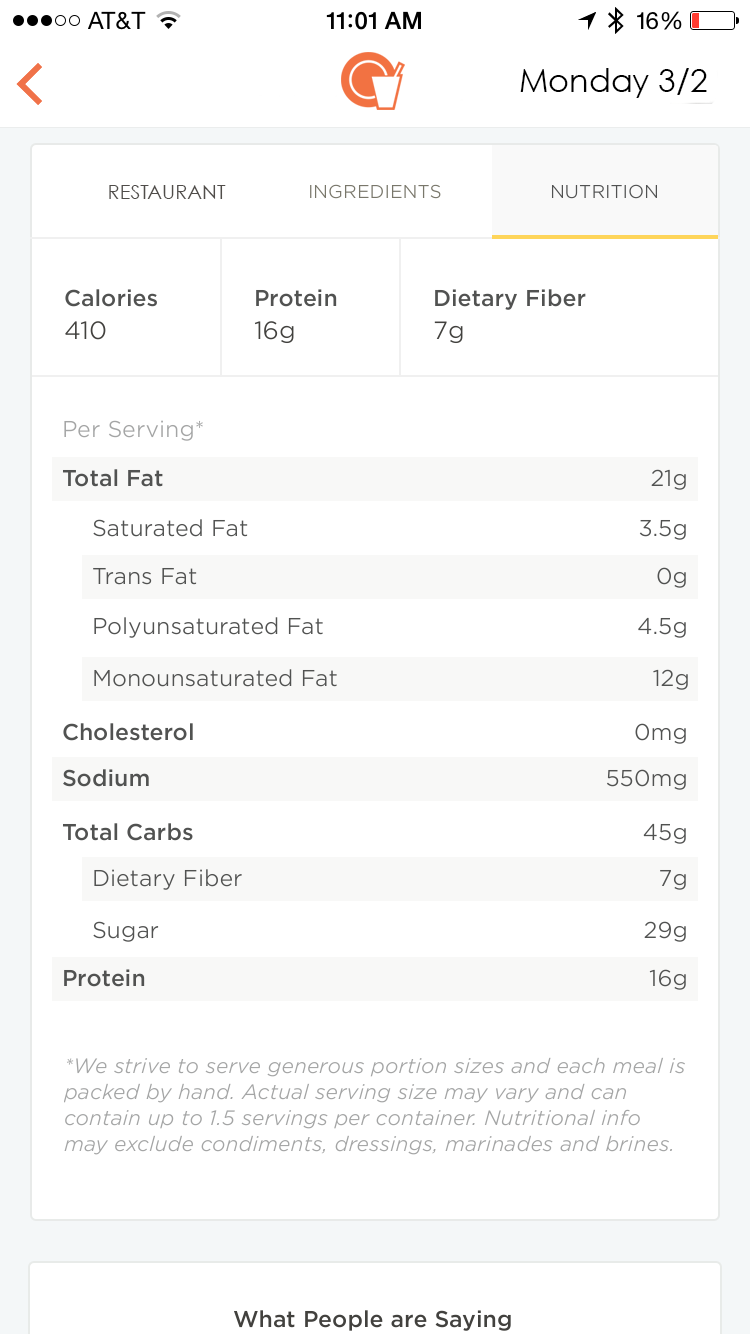 AT&T 11:01 AM 16%
Monday 3/2
RESTAURANT INGREDIENTS NUTRITION
Calories Protein Dietary Fiber
410 16g 7g
Per Serving*
Total Fat 21g
Saturated Fat 3.5g
Trans Fat 0g
Polyunsaturated Fat 4.5g
Monounsaturated Fat 12g
Cholesterol 0mg
Sodium 550mg
Total Carbs 45g
Dietary Fiber 7g
Sugar 29g
Protein 16g
*We strive to serve generous portion sizes and each meal is
packed by hand. Actual serving size may vary and can
contain up to 1.5 servings per container. Nutritional info
may exclude condiments, dressings, marinades and brines.
What People are Saying